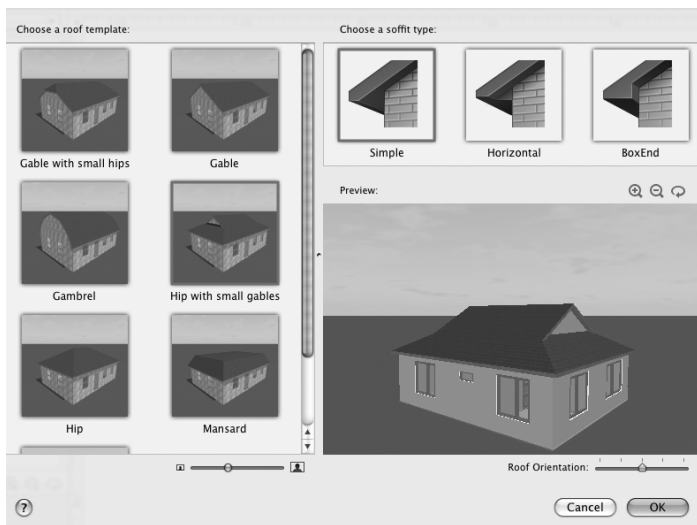 Choose a roof template:
Choose a soffit type:
Gable with small hips
Gable
Simple
Horizontal
BoxEnd
Preview:
Gambrel
Hip with small gables
Hip
Mansard
Roof Orientation:
?
Cancel
OK